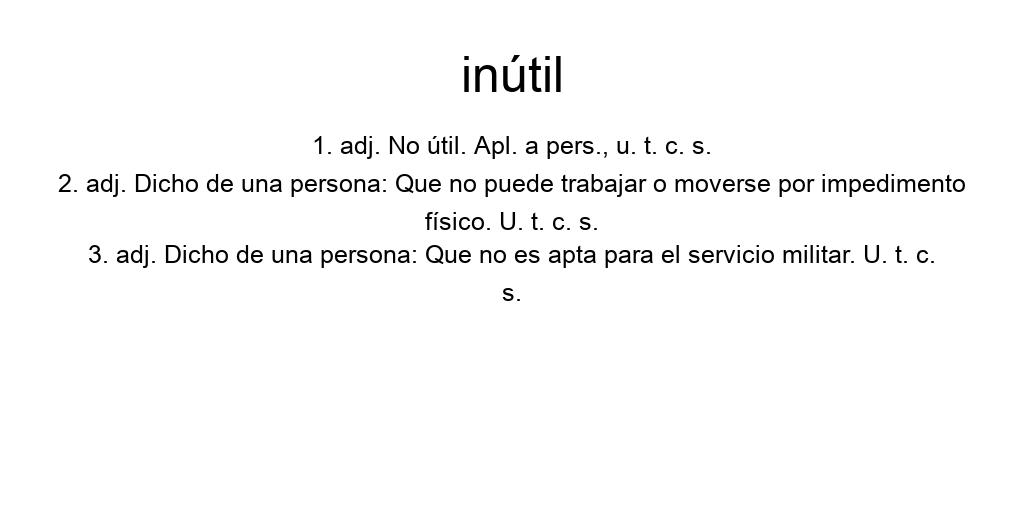 inútil
1. adj. No útil. Apl. a pers., u. t. c. s.
2. adj. Dicho de una persona: Que no puede trabajar o moverse por impedimento
físico. U. t. c. s.
3. adj. Dicho de una persona: Que no es apta para el servicio militar. U. t. c.
s.